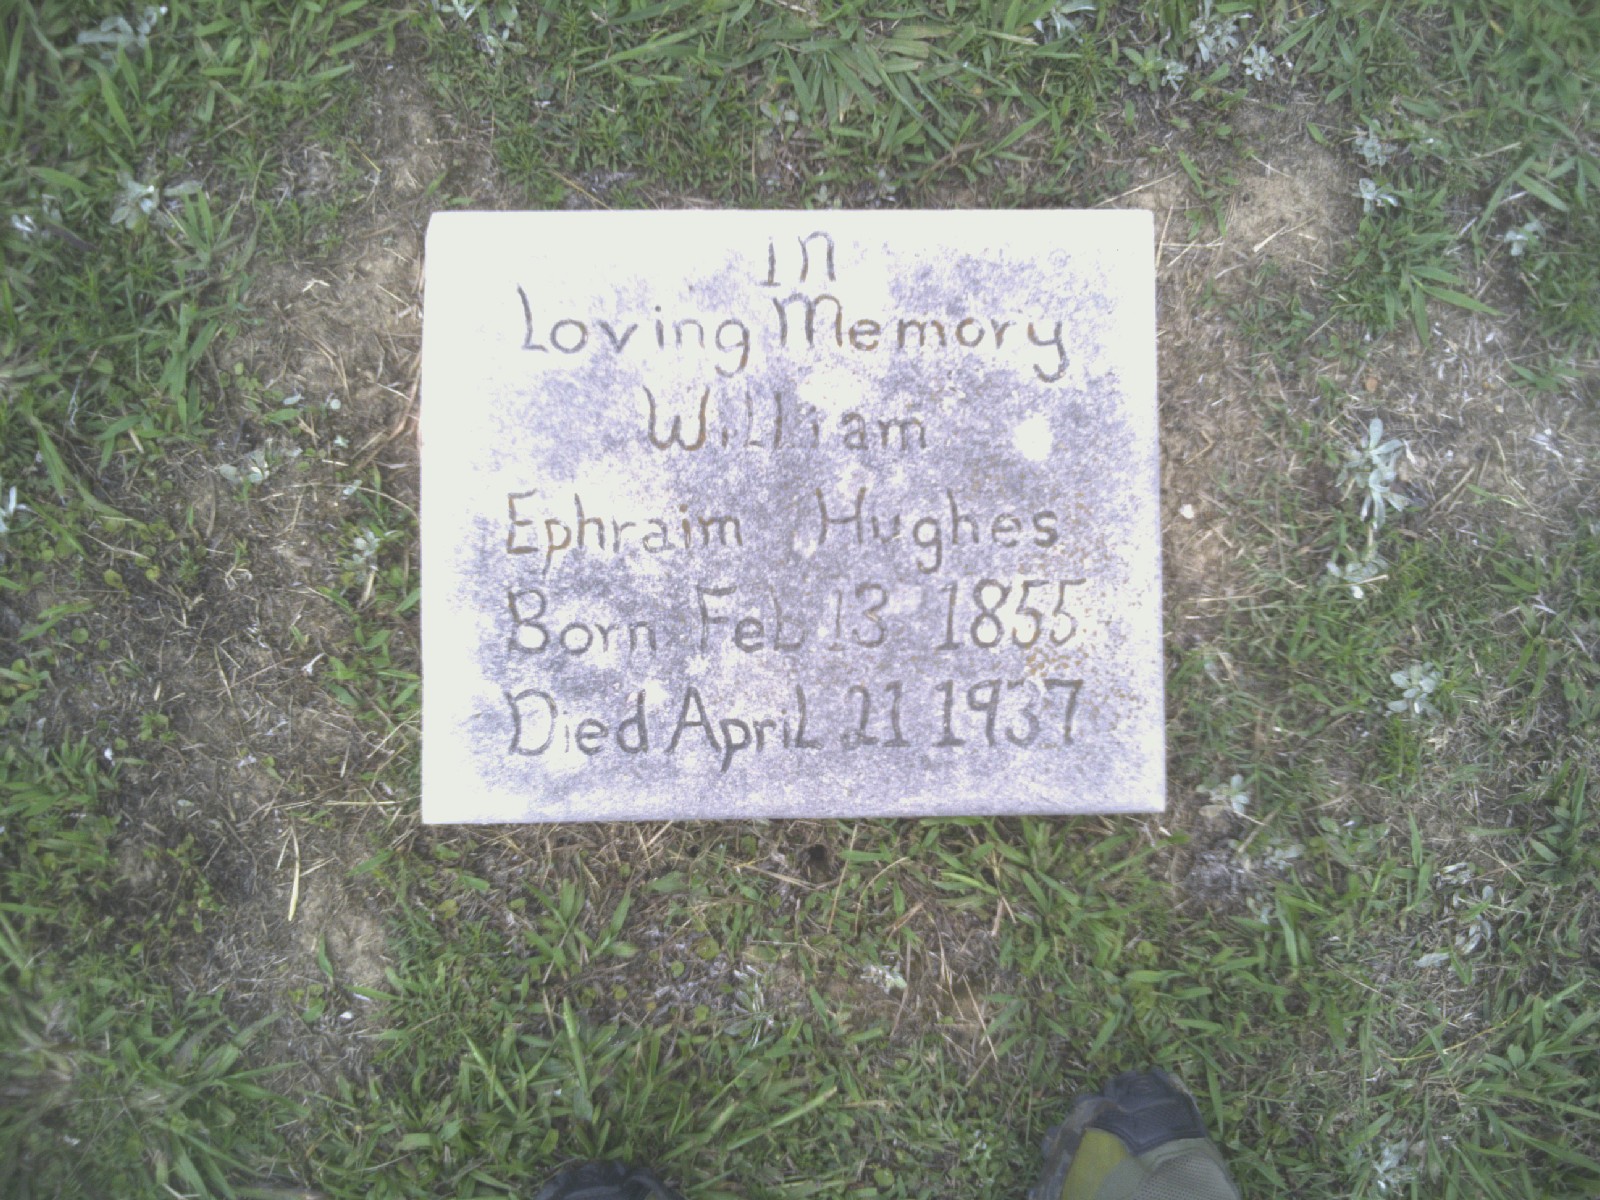 In
Loving Memory
William
Ephraim Hughes
Born Feb 13 1855
Died April 21 1937